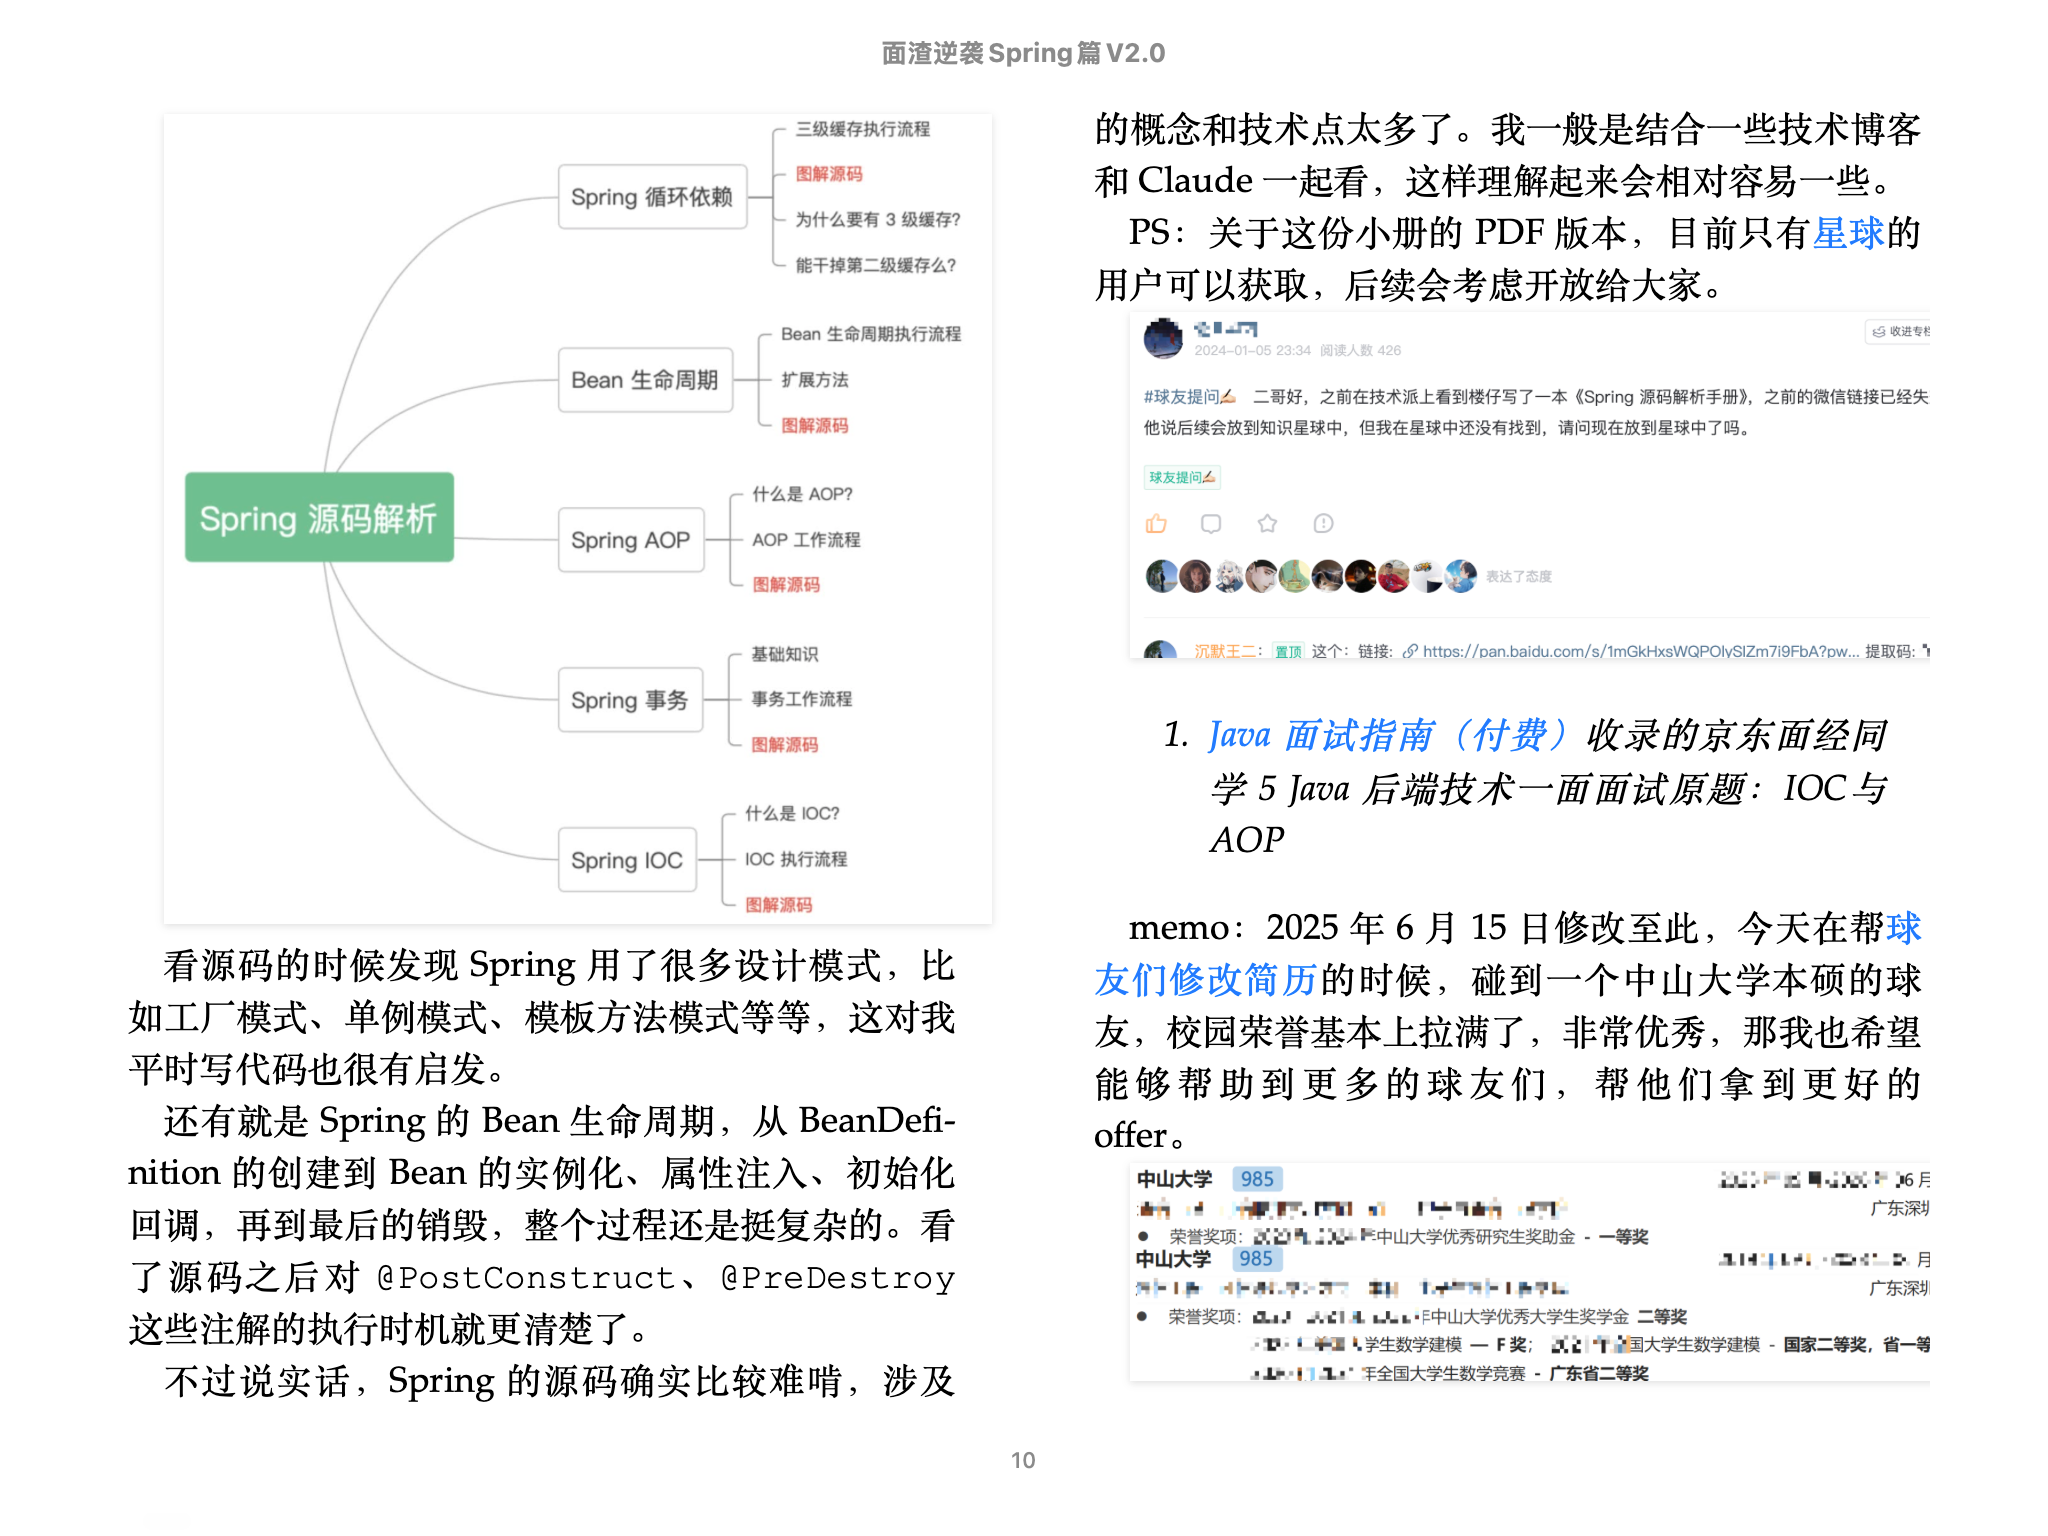 面渣逆袭Spring篇V2.0
Spring 源码解析
Spring 循环依赖
三级缓存执行流程
图解源码
为什么要有 3 级缓存?
能干掉第二级缓存么?
Bean 生命周期
Bean 生命周期执行流程
扩展方法
图解源码
Spring AOP
什么是 AOP?
AOP 工作流程
图解源码
Spring 事务
基础知识
事务工作流程
图解源码
Spring IOC
什么是 IOC?
IOC 执行流程
图解源码
看源码的时候发现 Spring 用了很多设计模式，比
如工厂模式、单例模式、模板方法模式等等，这对我
平时写代码也很有启发。
还有就是 Spring 的 Bean 生命周期，从 BeanDefi-
nition 的创建到 Bean 的实例化、属性注入、初始化
回调，再到最后的销毁，整个过程还是挺复杂的。看
了源码之后对 @PostConstruct、@PreDestroy
这些注解的执行时机就更清楚了。
不过说实话，Spring 的源码确实比较难啃，涉及
的概念和技术点太多了。我一般是结合一些技术博客
和 Claude 一起看，这样理解起来会相对容易一些。
PS：关于这份小册的 PDF 版本，目前只有星球的
用户可以获取，后续会考虑开放给大家。
2024-01-05 23:34 阅读人数 426
收进专栏
#球友提问✍ 二哥好，之前在技术派上看到楼仔写了一本《Spring 源码解析手册》，之前的微信链接已经失
他说后续会放到知识星球中，但我在星球中还没有找到，请问现在放到星球中了吗。
球友提问✍
表达了态度
沉默王二：置顶 这个：链接: https://pan.baidu.com/s/1mGkHxsWQPOIySIZm7i9FbA?pw... 提取码:
1. Java 面试指南（付费）收录的京东面经同
学 5 Java 后端技术一面面试原题：IOC与
AOP
memo：2025 年 6 月 15 日修改至此，今天在帮球
友们修改简历的时候，碰到一个中山大学本硕的球
友，校园荣誉基本上拉满了，非常优秀，那我也希望
能够帮助到更多的球友们，帮他们拿到更好的
offer。
中山大学 985 6月
广东深圳
● 荣誉奖项： 中山大学优秀研究生奖助金 - 一等奖
中山大学 985 月
广东深圳
● 荣誉奖项： 中山大学优秀大学生奖学金 二等奖
学生数学建模 — F 奖； 国大学生数学建模 - 国家二等奖，省一等
全国大学生数学竞赛 - 广东省二等奖
10